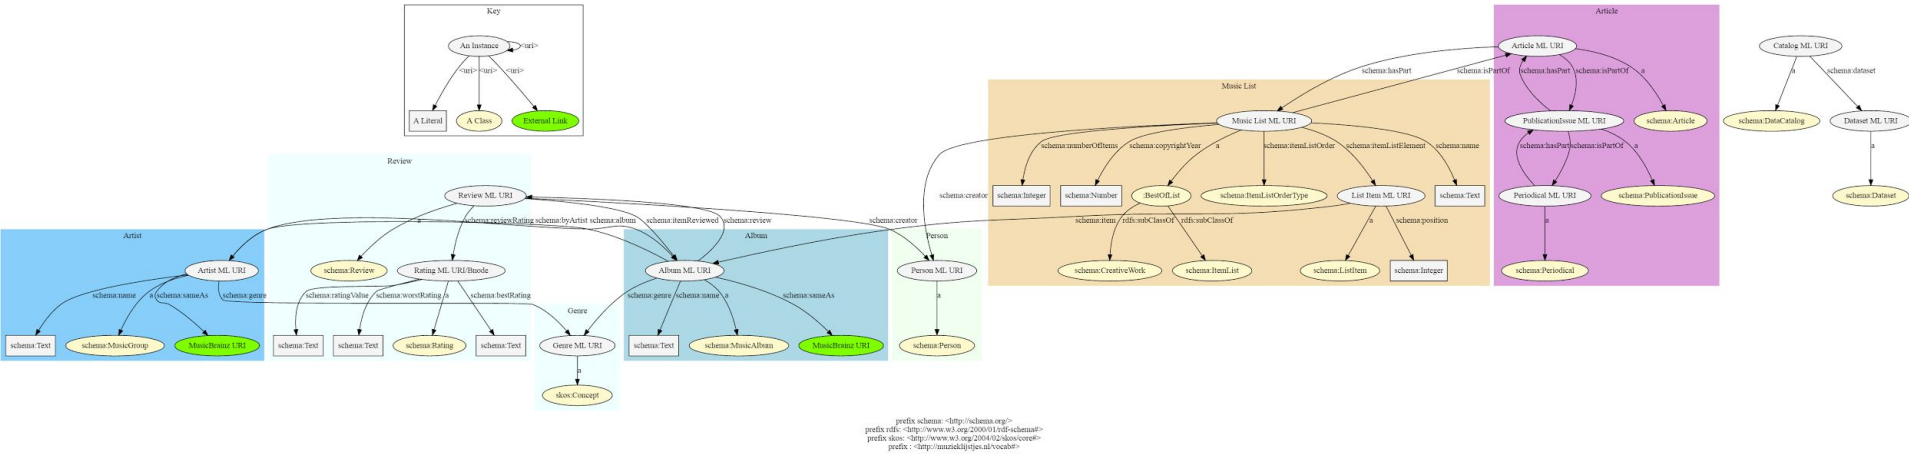 Key
An Instance
<uri>
<uri>
<uri>
<uri>
A Literal
A Class
External Link
Article
Article ML URI
schema:hasPart
schema:isPartOf
schema:hasPart
schema:isPartOf
a
PublicationIssue ML URI
schema:Article
schema:hasPart
schema:isPartOf
a
Periodical ML URI
schema:PublicationIssue
a
schema:Periodical
Catalog ML URI
a
schema:dataset
schema:DataCatalog
Dataset ML URI
a
schema:Dataset
Music List
Music List ML URI
schema:creator
schema:numberOfItems
schema:copyrightYear
a
schema:itemListOrder
schema:itemListElement
schema:name
schema:Integer
schema:Number
:BestOfList
schema:ItemListOrderType
List Item ML URI
schema:Text
schema:item
rdfs:subClassOf
rdfs:subClassOf
a
schema:position
schema:CreativeWork
schema:ItemList
schema:ListItem
schema:Integer
Review
Review ML URI
a
schema:reviewRating
schema:byArtist
schema:album
schema:itemReviewed
schema:review
schema:creator
schema:Review
Rating ML URI/Bnode
schema:ratingValue
schema:worstRating
a
schema:bestRating
schema:Text
schema:Text
schema:Rating
schema:Text
Artist
Artist ML URI
schema:name
a
schema:sameAs
schema:genre
schema:Text
schema:MusicGroup
MusicBrainz URI
Genre
Genre ML URI
a
skos:Concept
Album
Album ML URI
schema:genre
schema:name
a
schema:sameAs
schema:Text
schema:MusicAlbum
MusicBrainz URI
Person
Person ML URI
a
schema:Person
prefix schema: <http://schema.org/>
prefix rdfs: <http://www.w3.org/2000/01/rdf-schema#>
prefix skos: <http://www.w3.org/2004/02/skos/core#>
prefix : <http://muzieklijstjes.nl/vocab#>